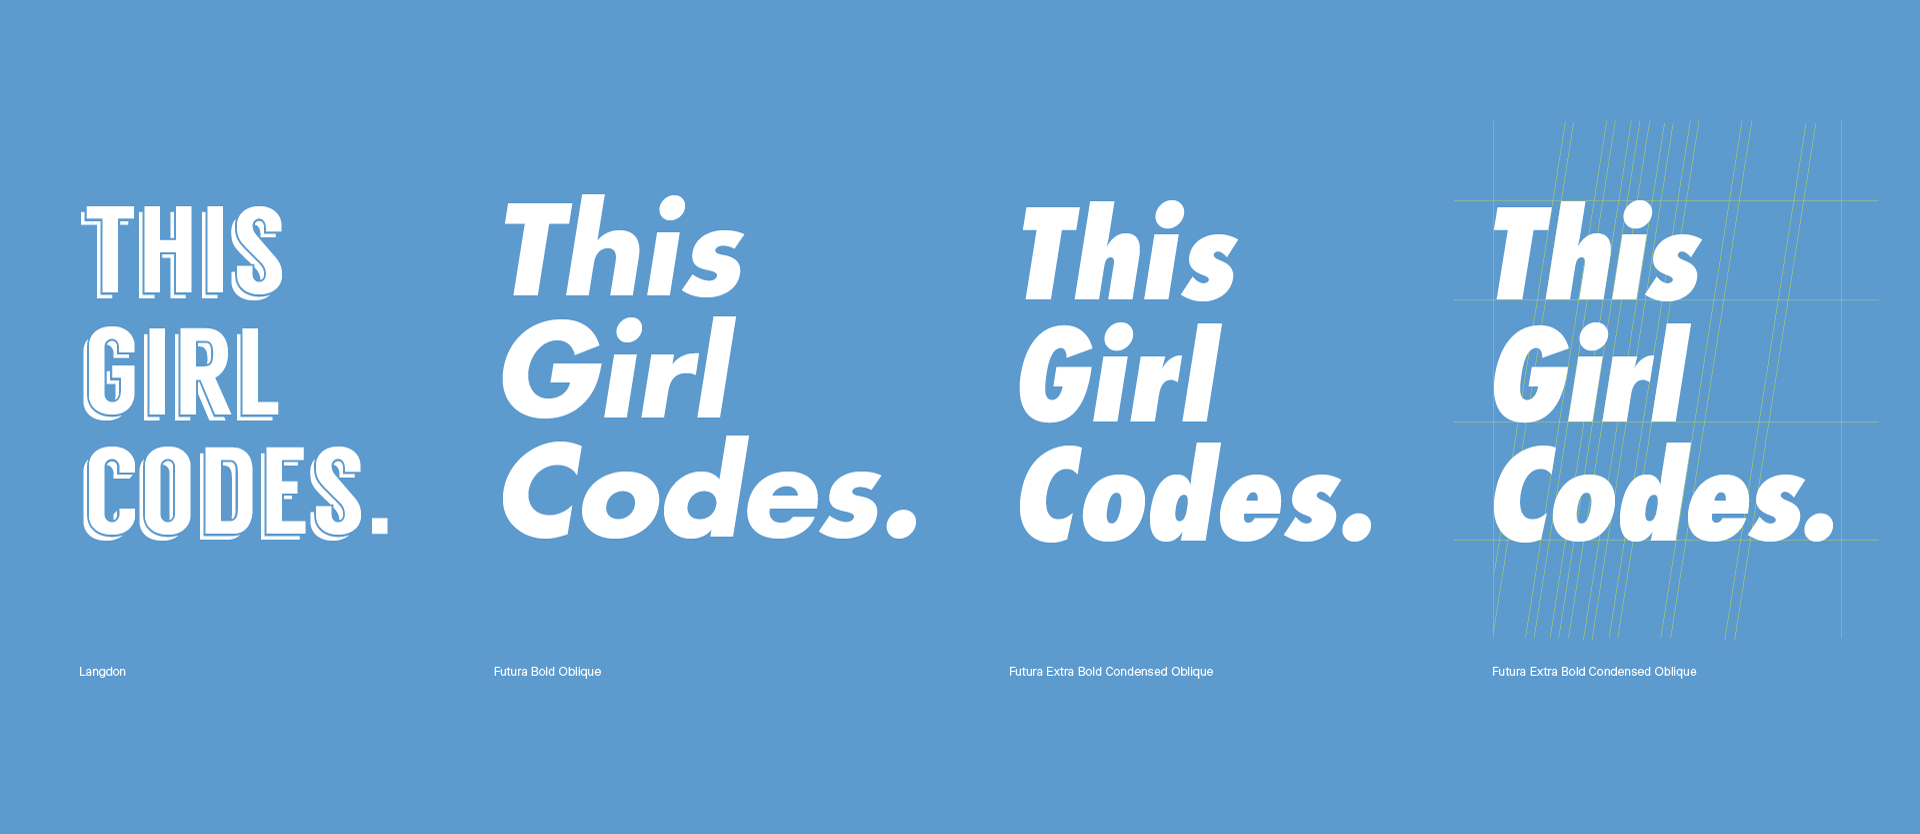 THIS
GIRL
CODES.
Langdon
This
Girl
Codes.
Futura Bold Oblique
This
Girl
Codes.
Futura Extra Bold Condensed Oblique
This
Girl
Codes.
Futura Extra Bold Condensed Oblique